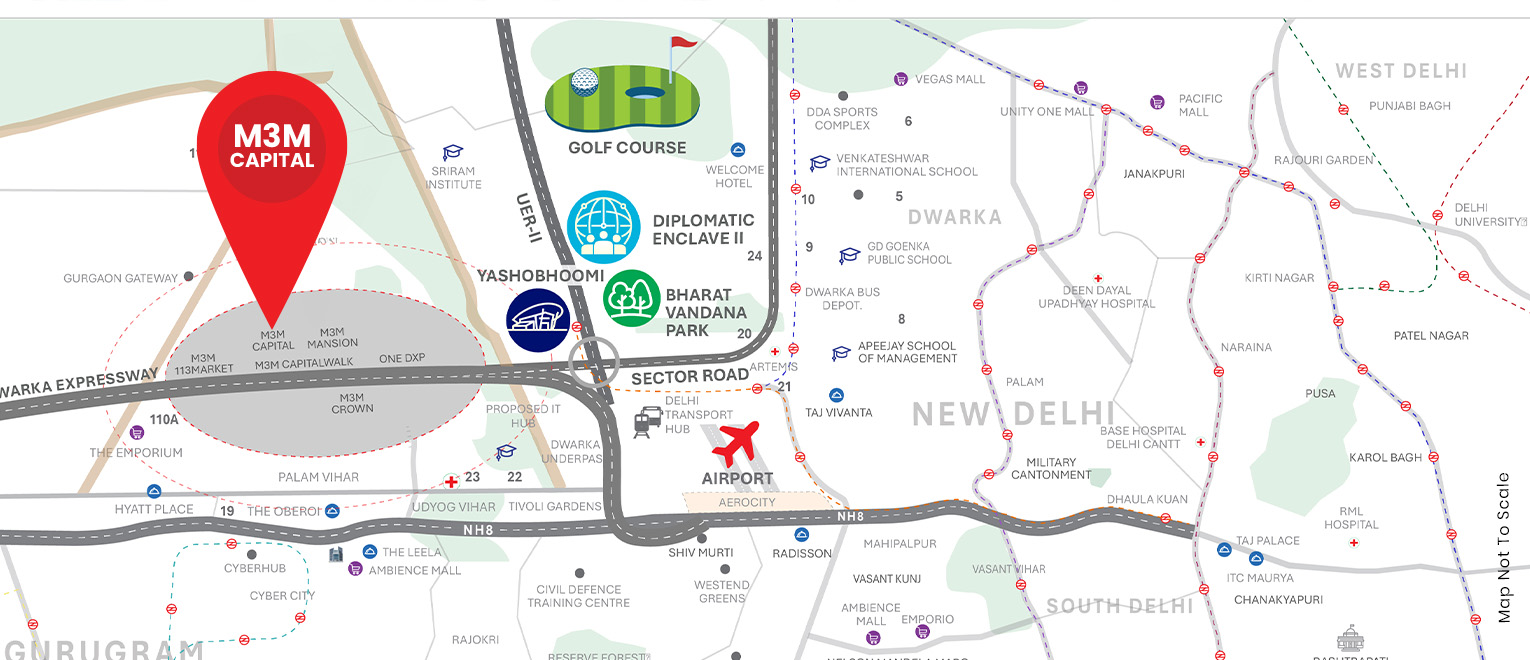 M3M
CAPITAL
GOLF COURSE
UER-II
SRIRAM
INSTITUTE
WELCOME
HOTEL
DIPLOMATIC
ENCLAVE II
24
YASHOBHOOMI
BHARAT
VANDANA
PARK
20
GURGAON GATEWAY
M3M
CAPITAL
M3M
MANSION
M3M
113MARKET
M3M CAPITALWALK
ONE DXP
M3M
CROWN
WARKA EXPRESSWAY
110A
THE EMPORIUM
PALAM VIHAR
HYATT PLACE
19
THE OBEROI
PROPOSED IT
HUB
DWARKA
UNDERPAS
23
22
UDYOG VIHAR
TIVOLI GARDENS
SECTOR ROAD
DELHI
TRANSPORT
HUB
AIRPORT
AEROCITY
NH8
NH8
THE LEELA
AMBIENCE MALL
CYBERHUB
CYBER CITY
GURUGRAM
RAJOKRI
CIVIL DEFENCE
TRAINING CENTRE
RESERVE FOREST
SHIV MURTI
WESTEND
GREENS
RADISSON
VEGAS MALL
DDA SPORTS
COMPLEX
6
VENKATESHWAR
INTERNATIONAL SCHOOL
10
5
DWARKA
9
GD GOENKA
PUBLIC SCHOOL
DWARKA BUS
DEPOT.
8
APEEJAY SCHOOL
OF MANAGEMENT
ARTEMIS
21
TAJ VIVANTA
NEW DELHI
PALAM
UNITY ONE MALL
PACIFIC
MALL
JANAKPURI
RAJOURI GARDEN
WEST DELHI
PUNJABI BAGH
DELHI
UNIVERSITY
DEEN DAYAL
UPADHYAY HOSPITAL
KIRTI NAGAR
PATEL NAGAR
NARAINA
PUSA
BASE HOSPITAL
DELHI CANTT
KAROL BAGH
MILITARY
CANTONMENT
DHAULA KUAN
RML
HOSPITAL
TAJ PALACE
ITC MAURYA
CHANAKYAPURI
MAHIPALPUR
VASANT KUNJ
VASANT VIHAR
SOUTH DELHI
AMBIENCE
MALL
EMPORIO
Map Not To Scale